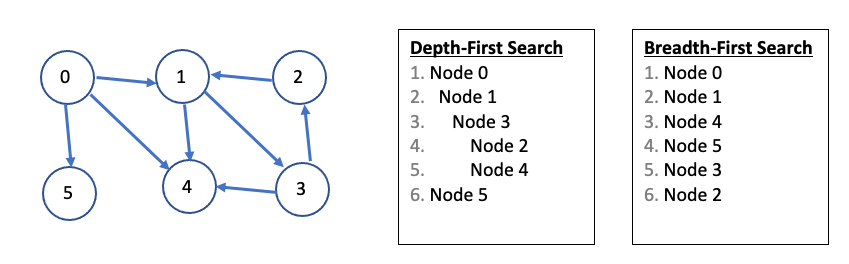 0
1
2
5
4
3
Depth-First Search
1. Node 0
2. Node 1
3. Node 3
4. Node 2
5. Node 4
6. Node 5
Breadth-First Search
1. Node 0
2. Node 1
3. Node 4
4. Node 5
5. Node 3
6. Node 2